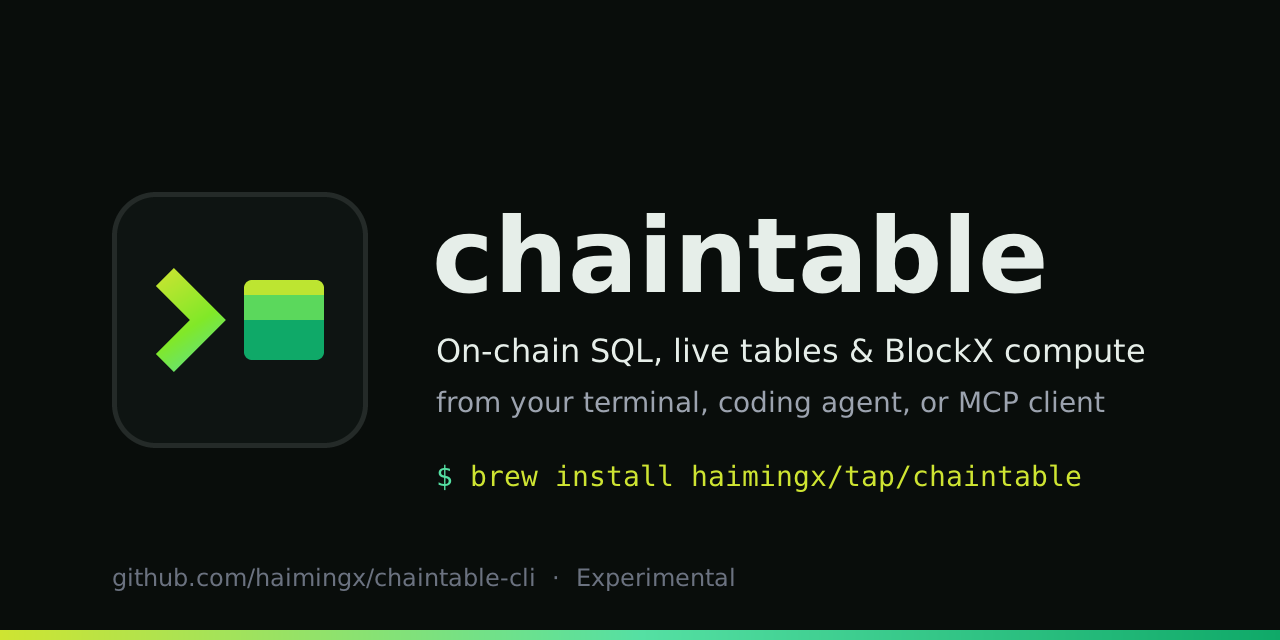 chaintable
On-chain SQL, live tables & BlockX compute
from your terminal, coding agent, or MCP client
$ brew install haimingx/tap/chaintable
github.com/haimingx/chaintable-cli · Experimental